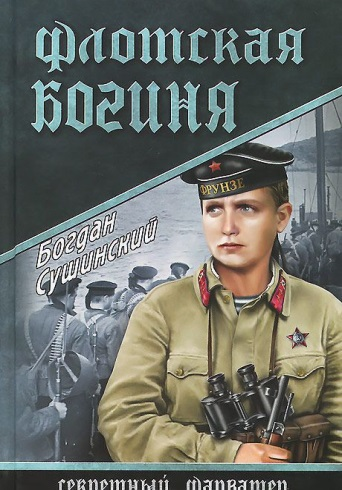 Флотская
Богиня
Богдан
Сушинский
ФРУНЗЕ
секретный фарватер